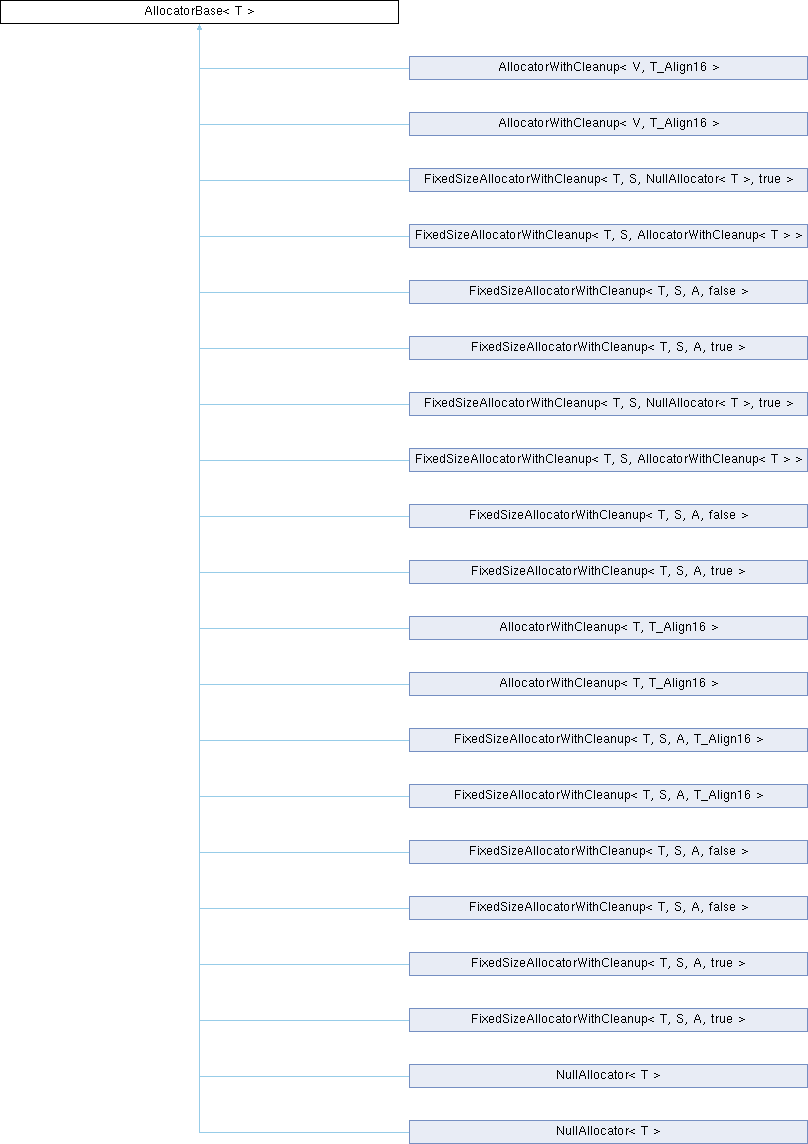 AllocatorBase< T >
AllocatorWithCleanup< V, T_Align16 >
AllocatorWithCleanup< V, T_Align16 >
FixedSizeAllocatorWithCleanup< T, S, NullAllocator< T >, true >
FixedSizeAllocatorWithCleanup< T, S, AllocatorWithCleanup< T > >
FixedSizeAllocatorWithCleanup< T, S, A, false >
FixedSizeAllocatorWithCleanup< T, S, A, true >
FixedSizeAllocatorWithCleanup< T, S, NullAllocator< T >, true >
FixedSizeAllocatorWithCleanup< T, S, AllocatorWithCleanup< T > >
FixedSizeAllocatorWithCleanup< T, S, A, false >
FixedSizeAllocatorWithCleanup< T, S, A, true >
AllocatorWithCleanup< T, T_Align16 >
AllocatorWithCleanup< T, T_Align16 >
FixedSizeAllocatorWithCleanup< T, S, A, T_Align16 >
FixedSizeAllocatorWithCleanup< T, S, A, T_Align16 >
FixedSizeAllocatorWithCleanup< T, S, A, false >
FixedSizeAllocatorWithCleanup< T, S, A, false >
FixedSizeAllocatorWithCleanup< T, S, A, true >
FixedSizeAllocatorWithCleanup< T, S, A, true >
NullAllocator< T >
NullAllocator< T >